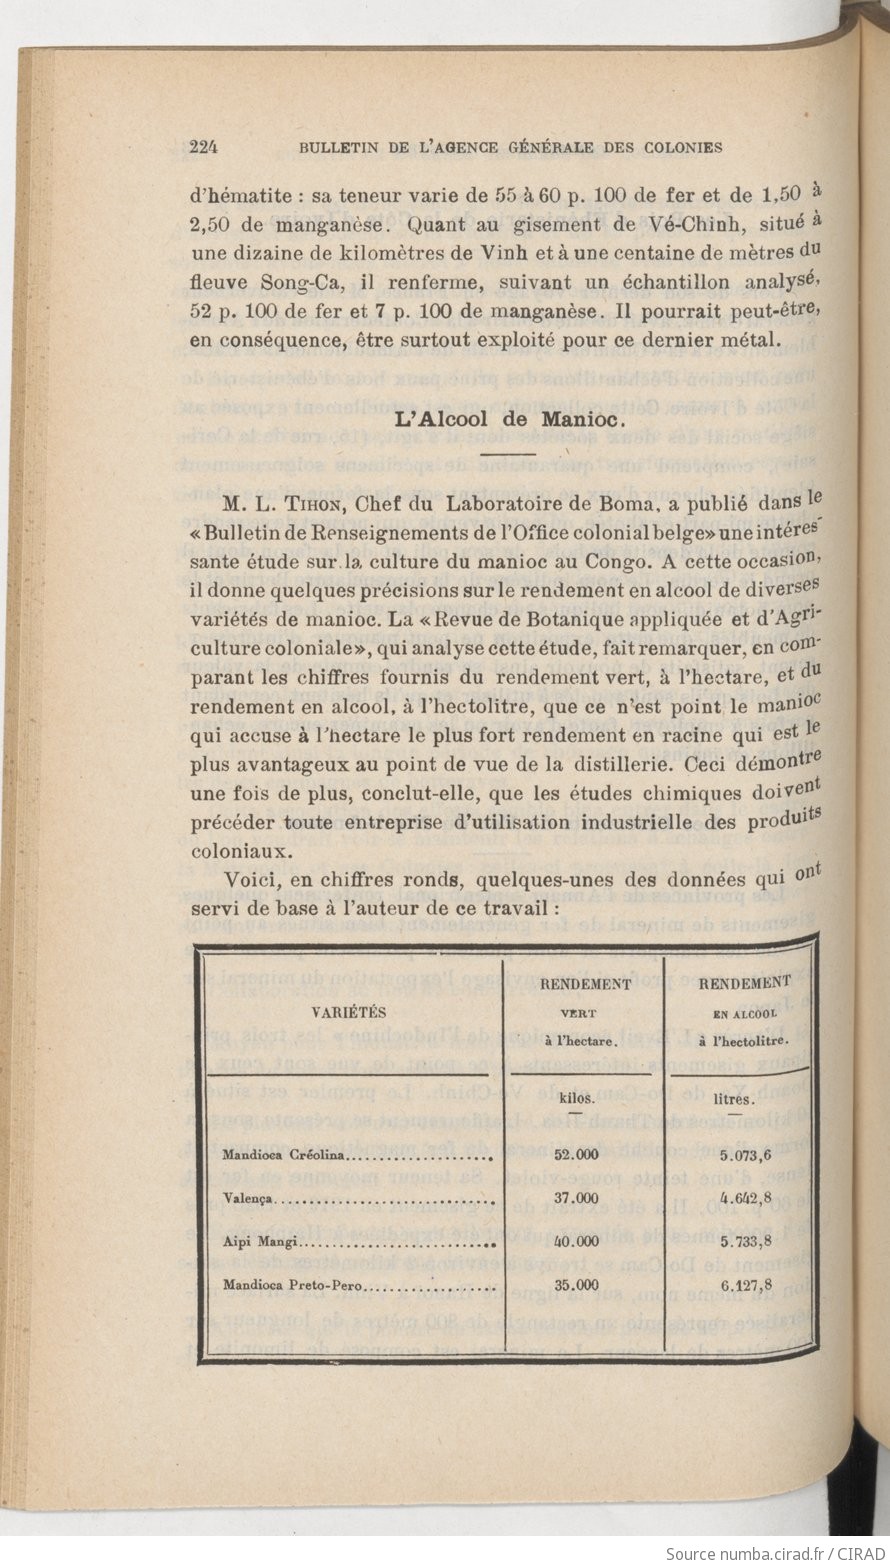 224 BULLETIN DE L'AGENCE GÉNÉRALE DES COLONIES
d'hématite : sa teneur varie de 55 à 60 p. 100 de fer et de 1,50 à
2,50 de manganèse. Quant au gisement de Vé-Chinh, situé à
une dizaine de kilomètres de Vinh et à une centaine de mètres du
fleuve Song-Ca, il renferme, suivant un échantillon analysé,
52 p. 100 de fer et 7 p. 100 de manganèse. Il pourrait peut-être,
en conséquence, être surtout exploité pour ce dernier métal.
L'Alcool de Manioc.
M. L. TIHON, Chef du Laboratoire de Boma, a publié dans le
«Bulletin de Renseignements de l'Office colonial belge» une intéres-
sante étude sur la culture du manioc au Congo. A cette occasion,
il donne quelques précisions sur le rendement en alcool de diverses
variétés de manioc. La «Revue de Botanique appliquée et d'Agri-
culture coloniale», qui analyse cette étude, fait remarquer, en com-
parant les chiffres fournis du rendement vert, à l'hectare, et du
rendement en alcool, à l'hectolitre, que ce n'est point le manioc
qui accuse à l'hectare le plus fort rendement en racine qui est le
plus avantageux au point de vue de la distillerie. Ceci démontre
une fois de plus, conclut-elle, que les études chimiques doivent
précéder toute entreprise d'utilisation industrielle des produits
coloniaux.
Voici, en chiffres ronds, quelques-unes des données qui ont
servi de base à l'auteur de ce travail :
VARIÉTÉS
RENDEMENT
VERT
à l'hectare.
RENDEMENT
EN ALCOOL
à l'hectolitre.
kilos. litres.
Mandioca Créolina...................... 52.000 5.073,6
Valença................................ 37.000 4.642,8
Aipi Mangi............................. 40.000 5.733,8
Mandioca Preto-Pero.................... 35.000 6.127,8
Source numba.cirad.fr / CIRAD